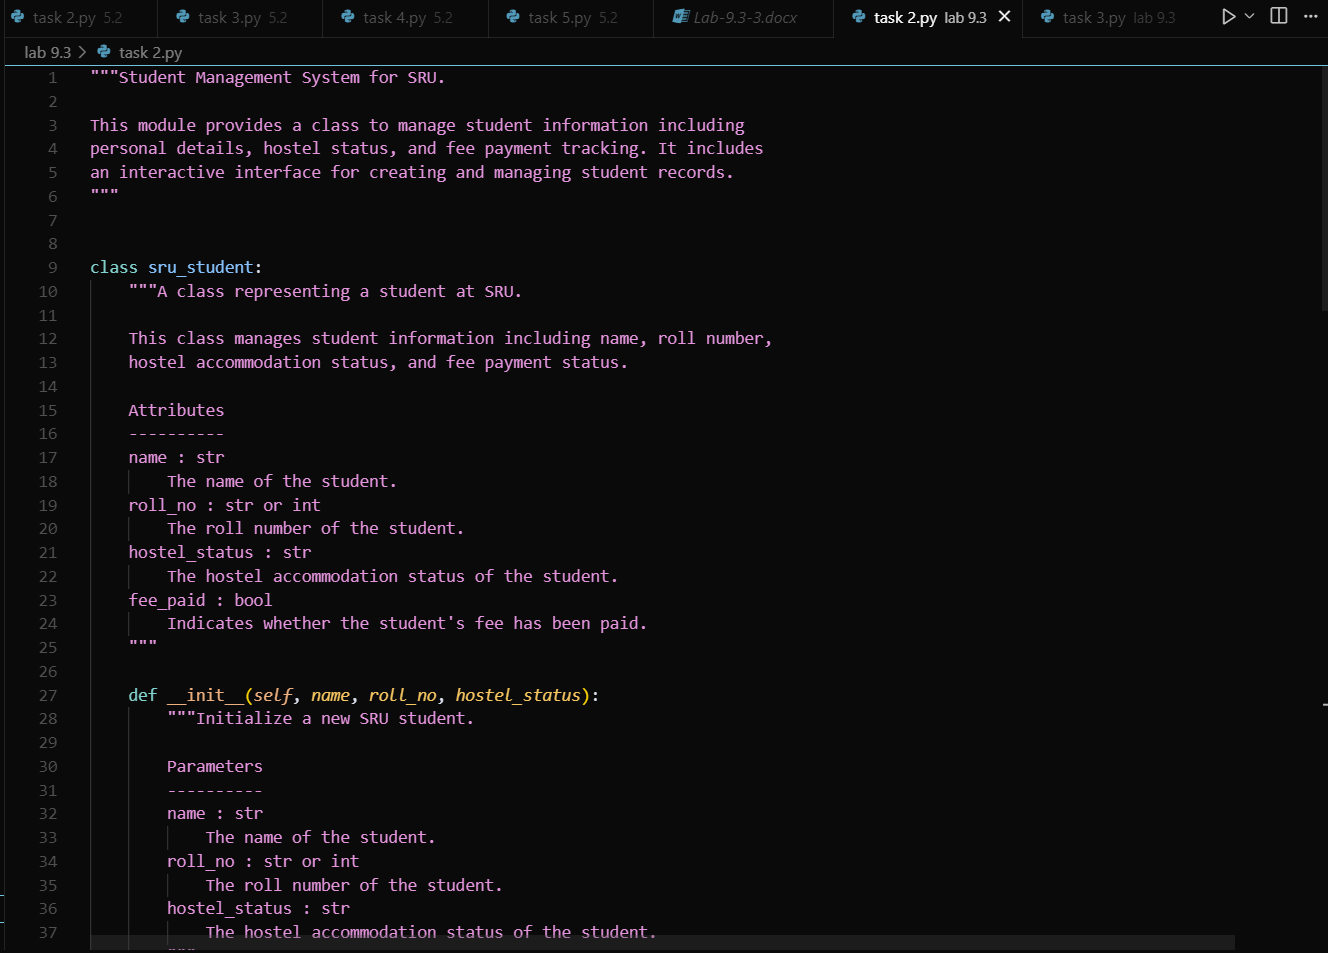 task 2.py 5.2 task 3.py 5.2 task 4.py 5.2 task 5.py 5.2 Lab-9.3-3.docx task 2.py lab 9.3 task 3.py lab 9.3
lab 9.3 > task 2.py
1 """Student Management System for SRU.
2
3 This module provides a class to manage student information including
4 personal details, hostel status, and fee payment tracking. It includes
5 an interactive interface for creating and managing student records.
6 """
7
8
9 class sru_student:
10 """A class representing a student at SRU.
11
12 This class manages student information including name, roll number,
13 hostel accommodation status, and fee payment status.
14
15 Attributes
16 ----------
17 name : str
18 The name of the student.
19 roll_no : str or int
20 The roll number of the student.
21 hostel_status : str
22 The hostel accommodation status of the student.
23 fee_paid : bool
24 Indicates whether the student's fee has been paid.
25 """
26
27 def __init__(self, name, roll_no, hostel_status):
28 """Initialize a new SRU student.
29
30 Parameters
31 ----------
32 name : str
33 The name of the student.
34 roll_no : str or int
35 The roll number of the student.
36 hostel_status : str
37 The hostel accommodation status of the student.
"""